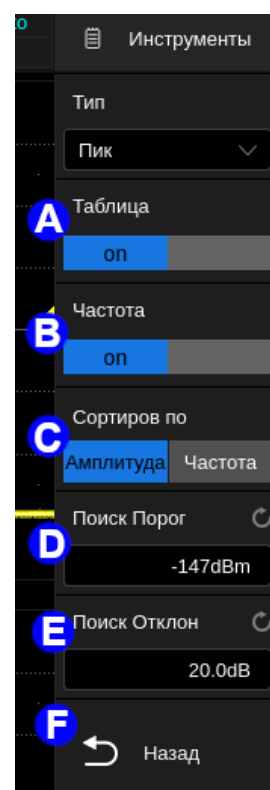 ко
Инструменты
Тип
Пик
A
Таблица
on
B
Частота
on
C
Сортиров по
Амплитуда Частота
Поиск Порог
D
-147dBm
E
Поиск Отклон
20.0dB
F
Назад